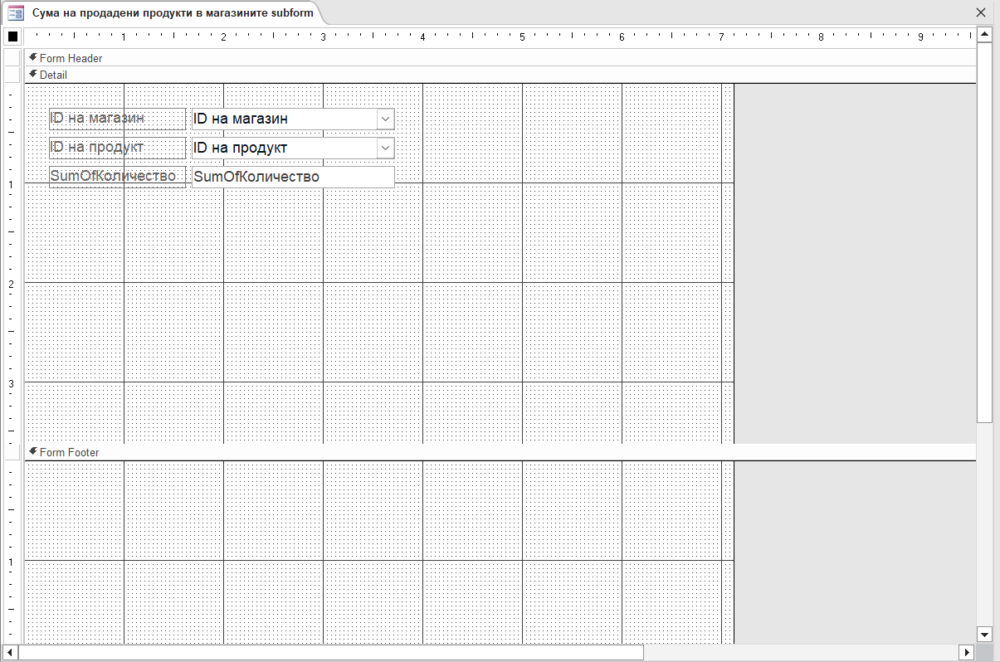 Сума на продадени продукти в магазините subform
1 2 3 4 5 6 7 8 9
Form Header
Detail
ID на магазин ID на магазин
ID на продукт ID на продукт
SumOfКоличество SumOfКоличество
1
2
3
Form Footer
1